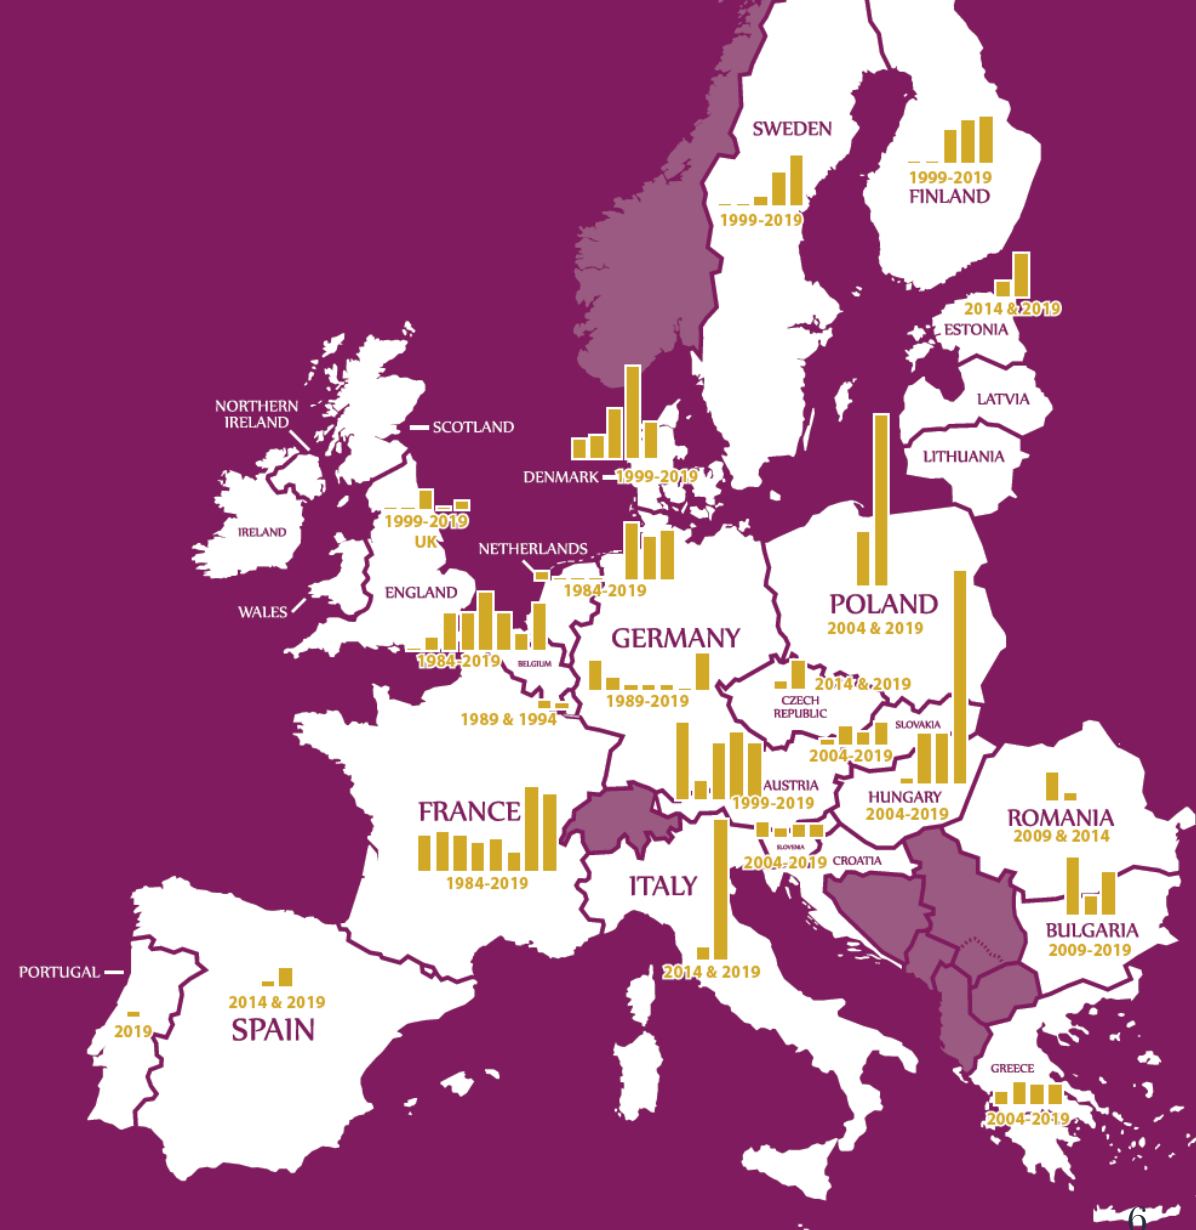 SWEDEN
1999-2019
1999-2019
FINLAND
2014 & 2019
ESTONIA
LATVIA
LITHUANIA
NORTHERN
IRELAND
SCOTLAND
DENMARK
1999-2019
1999-2019
UK
IRELAND
NETHERLANDS
1984-2019
WALES
ENGLAND
POLAND
2004 & 2019
GERMANY
1989-2019
1984-2019
BELGIUM
2014 & 2019
CZECH
REPUBLIC
1989 & 1994
SLOVAKIA
2004-2019
AUSTRIA
1999-2019
HUNGARY
2004-2019
FRANCE
1984-2019
ROMANIA
2009 & 2014
SLOVENIA
2004-2019
CROATIA
ITALY
2014 & 2019
BULGARIA
2009-2019
PORTUGAL
2019
2014 & 2019
SPAIN
GREECE
2004-2019
6